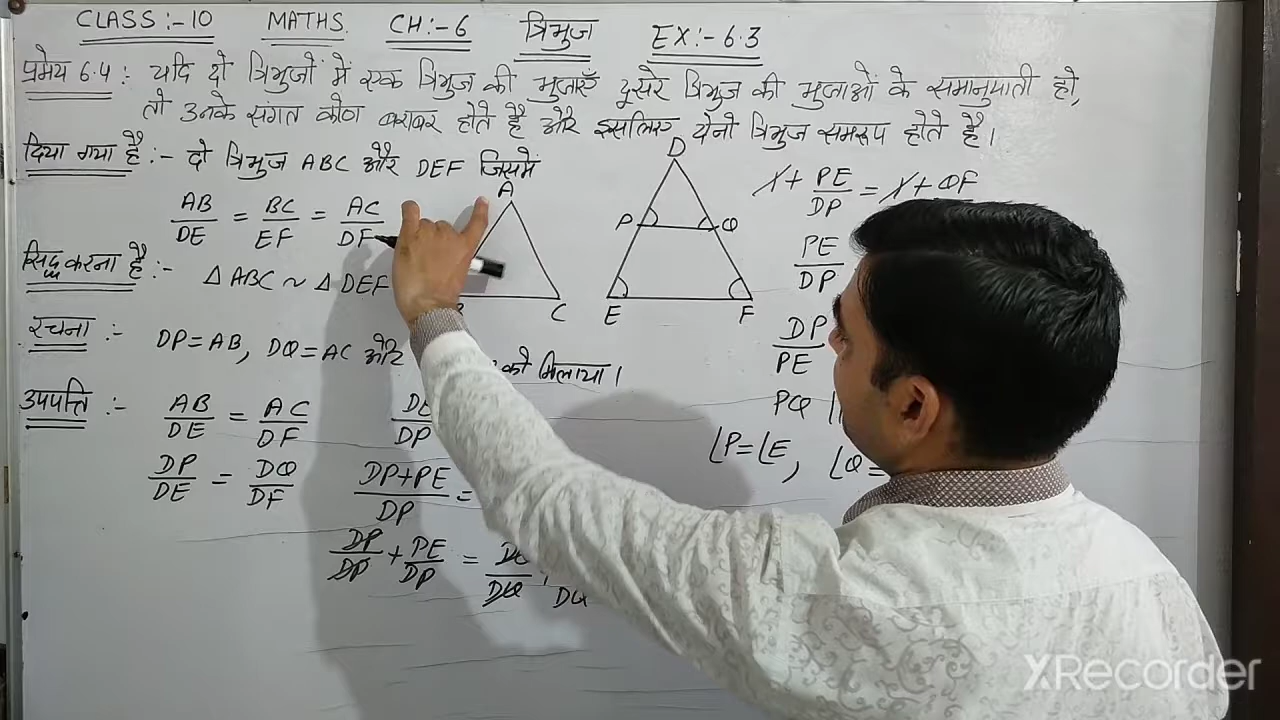 CLASS:-10 MATHS. CH:-6 त्रिभुज EX:-6.3
प्रमेय 6.4:- यदि दो त्रिभुजों में एक त्रिभुज की भुजाएँ दूसरे त्रिभुज की भुजाओं के समानुपाती हो,
तो उनके संगत कोण बराबर होते है और इसलिए दोनो त्रिभुज समरूप होते है।
दिया गया है:- दो त्रिभुज ABC और DEF जिसमें
AB/DE = BC/EF = AC/DF
सिद्ध करना है:- △ABC ~ △DEF
रचना:- DP=AB, DQ=AC और को मिलाया।
उपपत्ति:- AB/DE = AC/DF
DP/DE = DQ/DF
DP+PE/DP =
DP/DP + PE/DP =
A
C
D
P Q
E F
1+ PE/DP = 1+ QF
PE/DP
DP/PE
PQ ||
∠P=∠E, ∠Q=
XRecorder